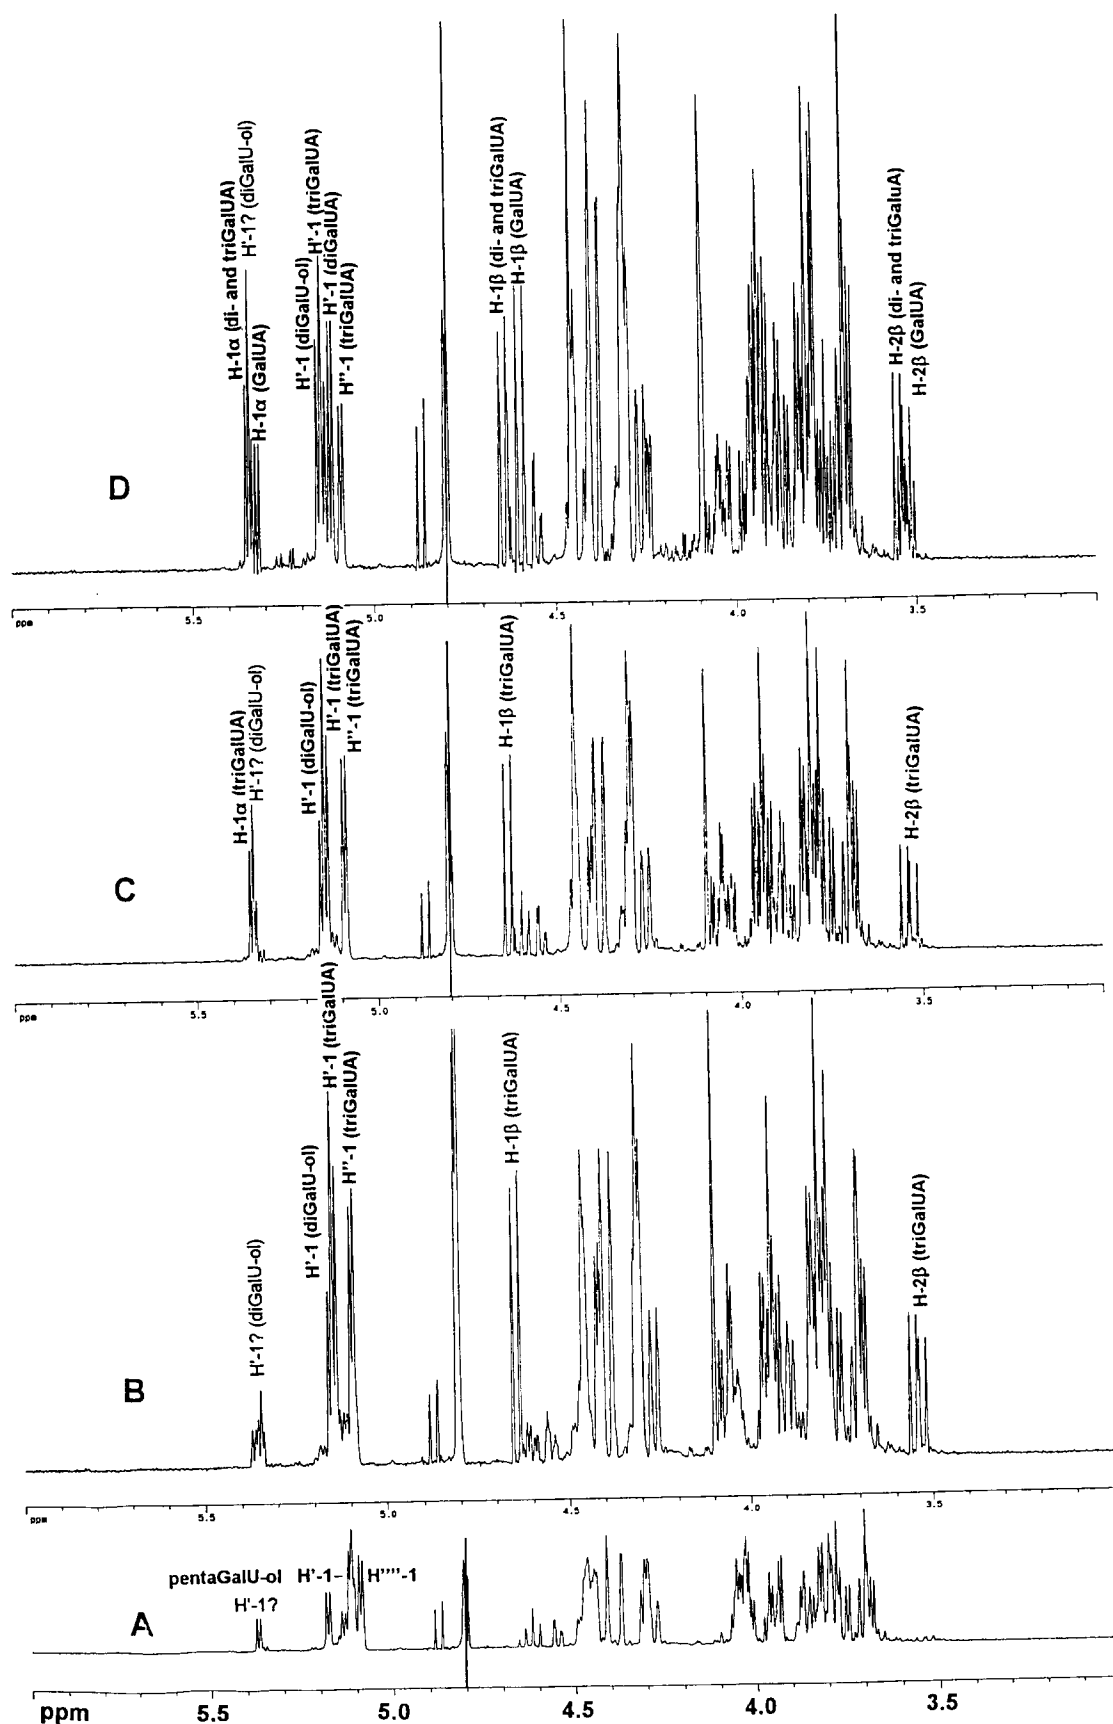 H-1α (di- and triGalUA)
H'-1? (diGalU-ol)
H-1α (GalUA)
H'-1 (diGalU-ol)
H'-1 (triGalUA)
H'-1 (diGalUA)
H''-1 (triGalUA)
H-1β (di- and triGalUA)
H-1β (GalUA)
H-2β (di- and triGaluA)
H-2β (GalUA)
D
ppm 5.5 5.0 4.5 4.0 3.5
H-1α (triGalUA)
H'-1? (diGalU-ol)
H'-1 (diGalU-ol)
H'-1 (triGalUA)
H''-1 (triGalUA)
H-1β (triGalUA)
H-2β (triGalUA)
C
ppm 5.5 5.0 4.5 4.0 3.5
H'-1? (diGalU-ol)
H'-1 (diGalU-ol)
H'-1 (triGalUA)
H''-1 (triGalUA)
H-1β (triGalUA)
H-2β (triGalUA)
B
ppm 5.5 5.0 4.5 4.0 3.5
pentaGalU-ol H'-1 H''''-1
H'-1?
A
ppm 5.5 5.0 4.5 4.0 3.5